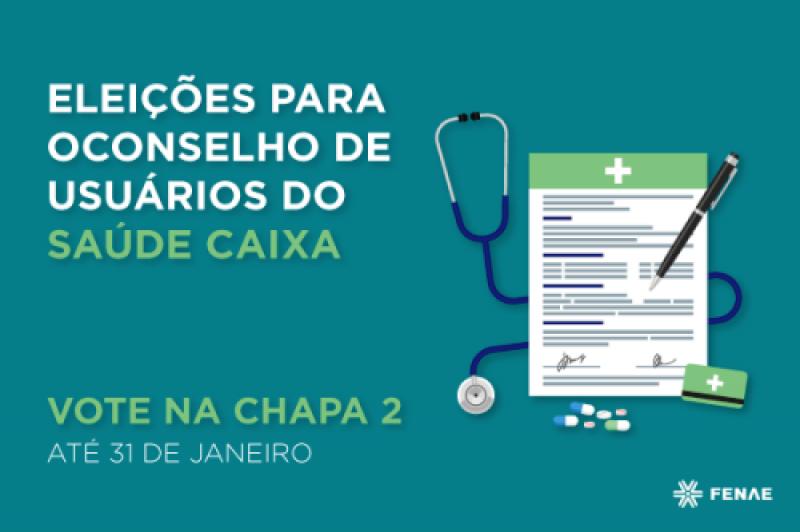 ELEIÇÕES PARA
OCONSELHO DE
USUÁRIOS DO
SAÚDE CAIXA
VOTE NA CHAPA 2
ATÉ 31 DE JANEIRO
FENAE